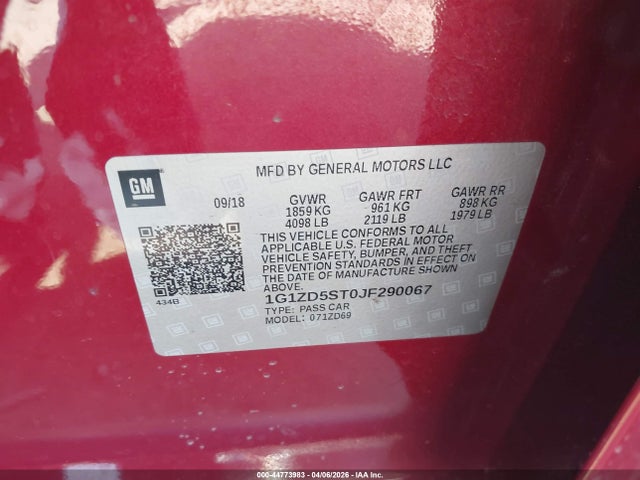 GM
MFD BY GENERAL MOTORS LLC
09/18 GVWR GAWR FRT GAWR RR
1859 KG 961 KG 898 KG
4098 LB 2119 LB 1979 LB
THIS VEHICLE CONFORMS TO ALL
APPLICABLE U.S. FEDERAL MOTOR
VEHICLE SAFETY, BUMPER, AND THEFT
PREVENTION STANDARDS IN EFFECT
ON THE DATE OF MANUFACTURE SHOWN
ABOVE.
434B
1G1ZD5ST0JF290067
TYPE: PASS CAR
MODEL: 071ZD69
000-44773983 - 04/06/2026 - IAAI.COM